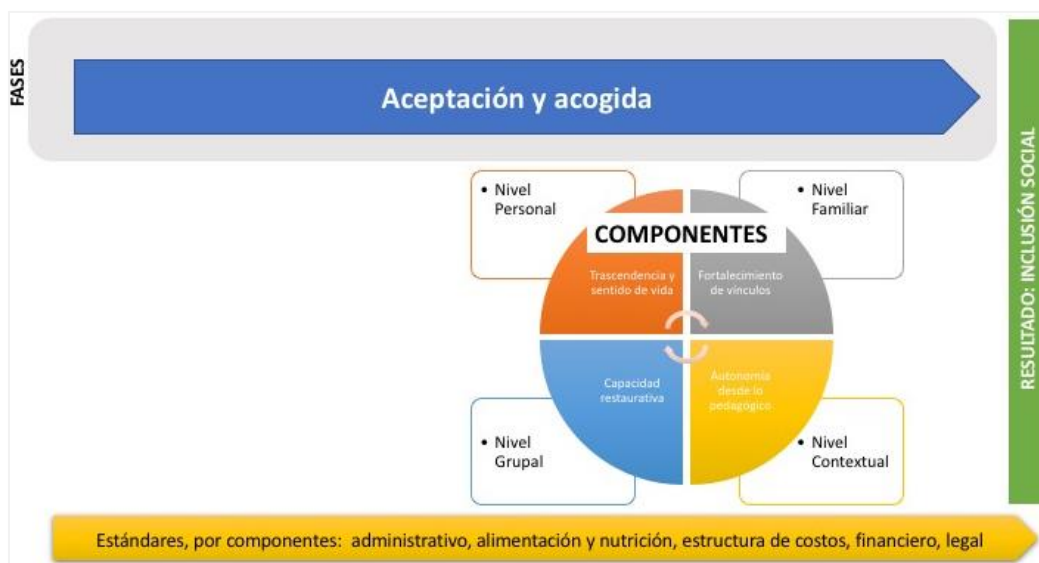 FASES
Aceptación y acogida
RESULTADO: INCLUSIÓN SOCIAL
• Nivel
Personal
• Nivel
Familiar
COMPONENTES
Trascendencia y
sentido de vida
Fortalecimiento
de vínculos
Capacidad
restaurativa
Autonomía
desde lo
pedagógico
• Nivel
Grupal
• Nivel
Contextual
Estándares, por componentes: administrativo, alimentación y nutrición, estructura de costos, financiero, legal